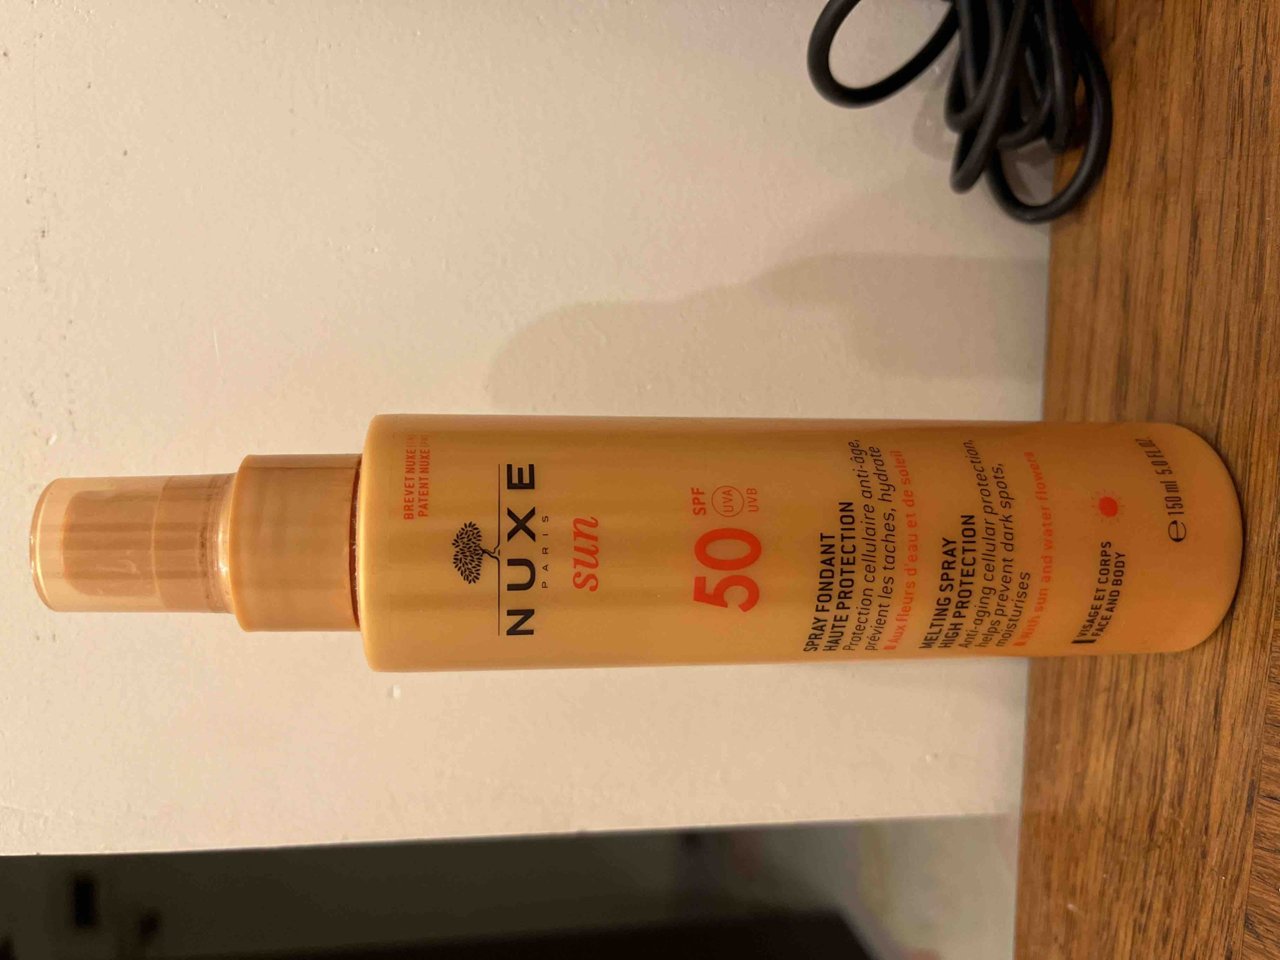 BREVET NUXE
PATENT NUXE
NUXE
PARIS
sun
50 SPF
UVA
UVB
SPRAY FONDANT
HAUTE PROTECTION
Protection cellulaire anti-âge,
prévient les taches, hydrate
Aux fleurs d'eau et de soleil
MELTING SPRAY
HIGH PROTECTION
Anti-aging cellular protection,
helps prevent dark spots,
moisturises
With sun and water flowers
VISAGE ET CORPS
FACE AND BODY
e 150 ml 5.0 FL.OZ.